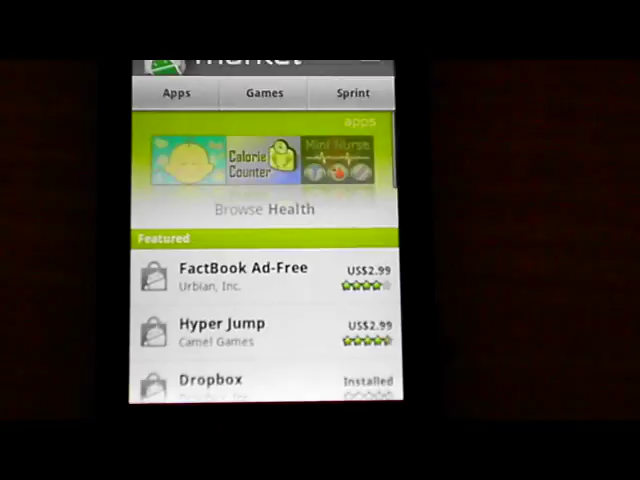 market
Apps Games Sprint
apps
Calorie
Counter
Mini Nurse
Browse Health
Featured
FactBook Ad-Free US$2.99
Urbian, Inc.
Hyper Jump US$2.99
Camel Games
Dropbox Installed